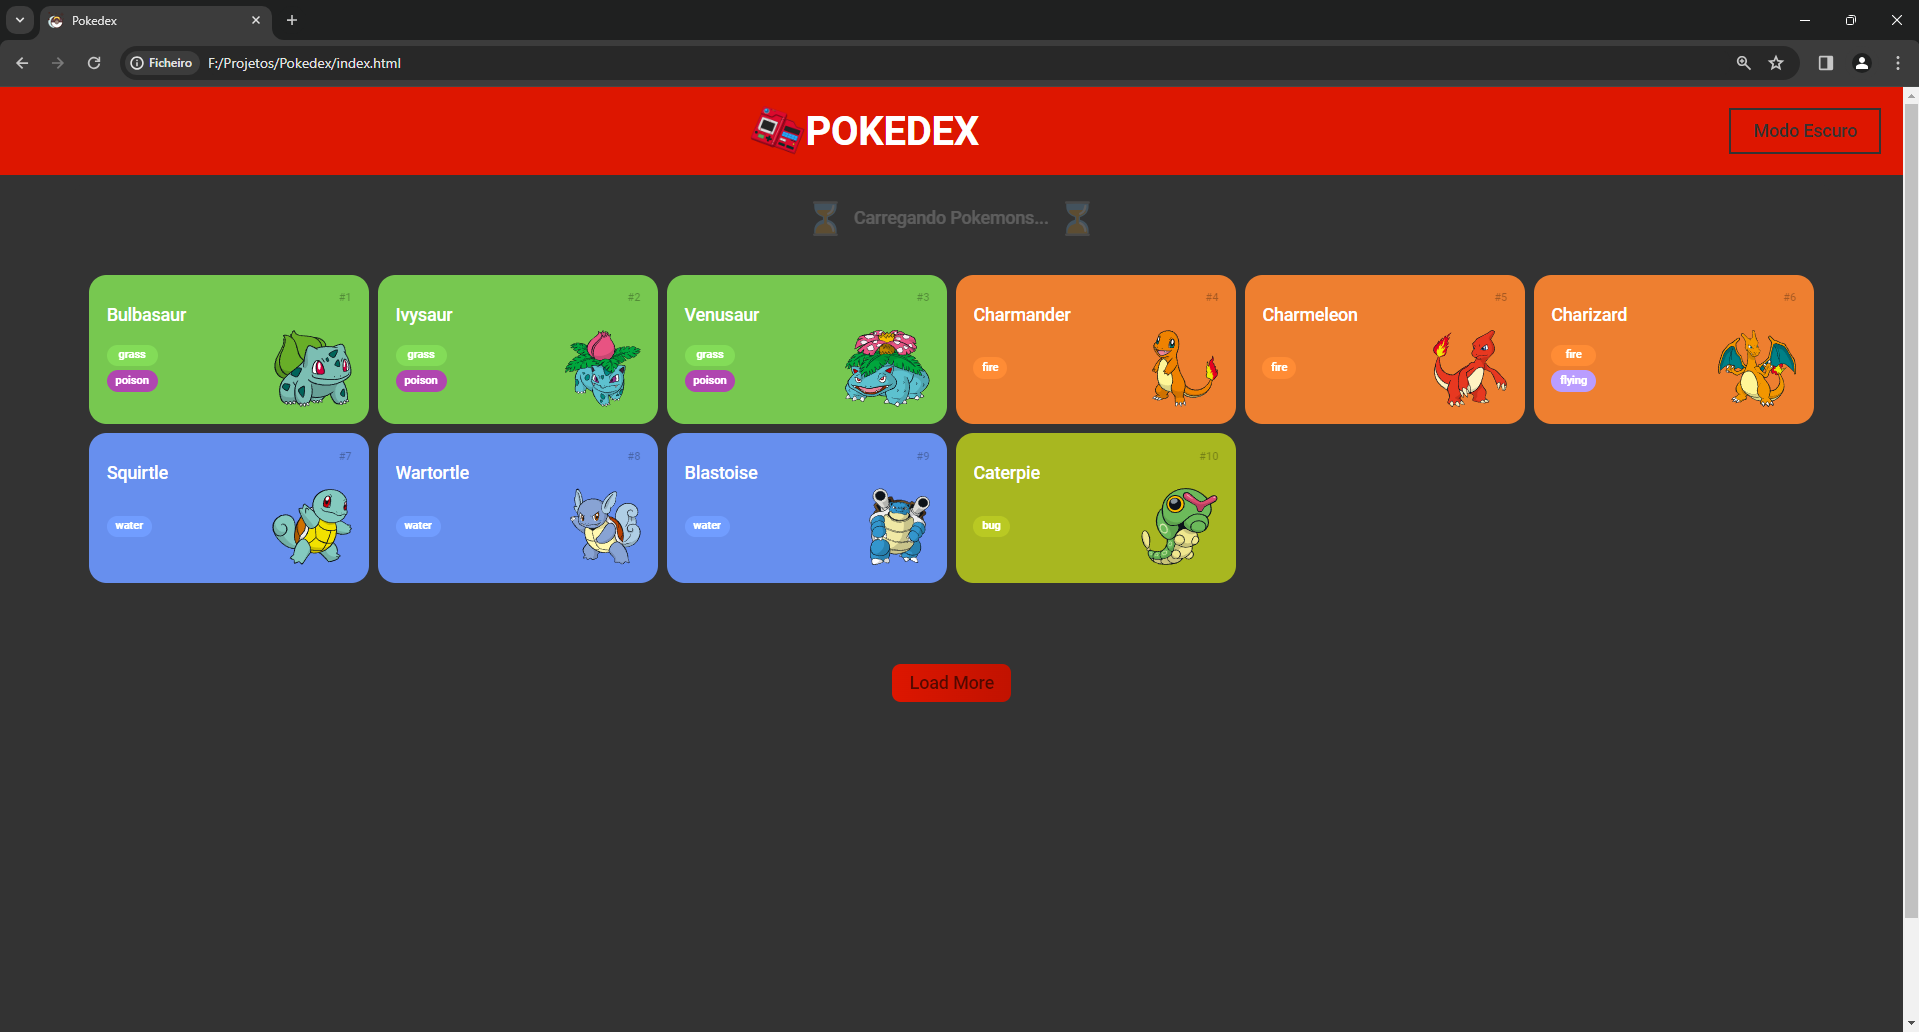 Pokedex
Ficheiro
F:/Projetos/Pokedex/index.html
POKEDEX
Modo Escuro
Carregando Pokemons...
#1
Bulbasaur
grass
poison
#2
Ivysaur
grass
poison
#3
Venusaur
grass
poison
#4
Charmander
fire
#5
Charmeleon
fire
#6
Charizard
fire
flying
#7
Squirtle
water
#8
Wartortle
water
#9
Blastoise
water
#10
Caterpie
bug
Load More